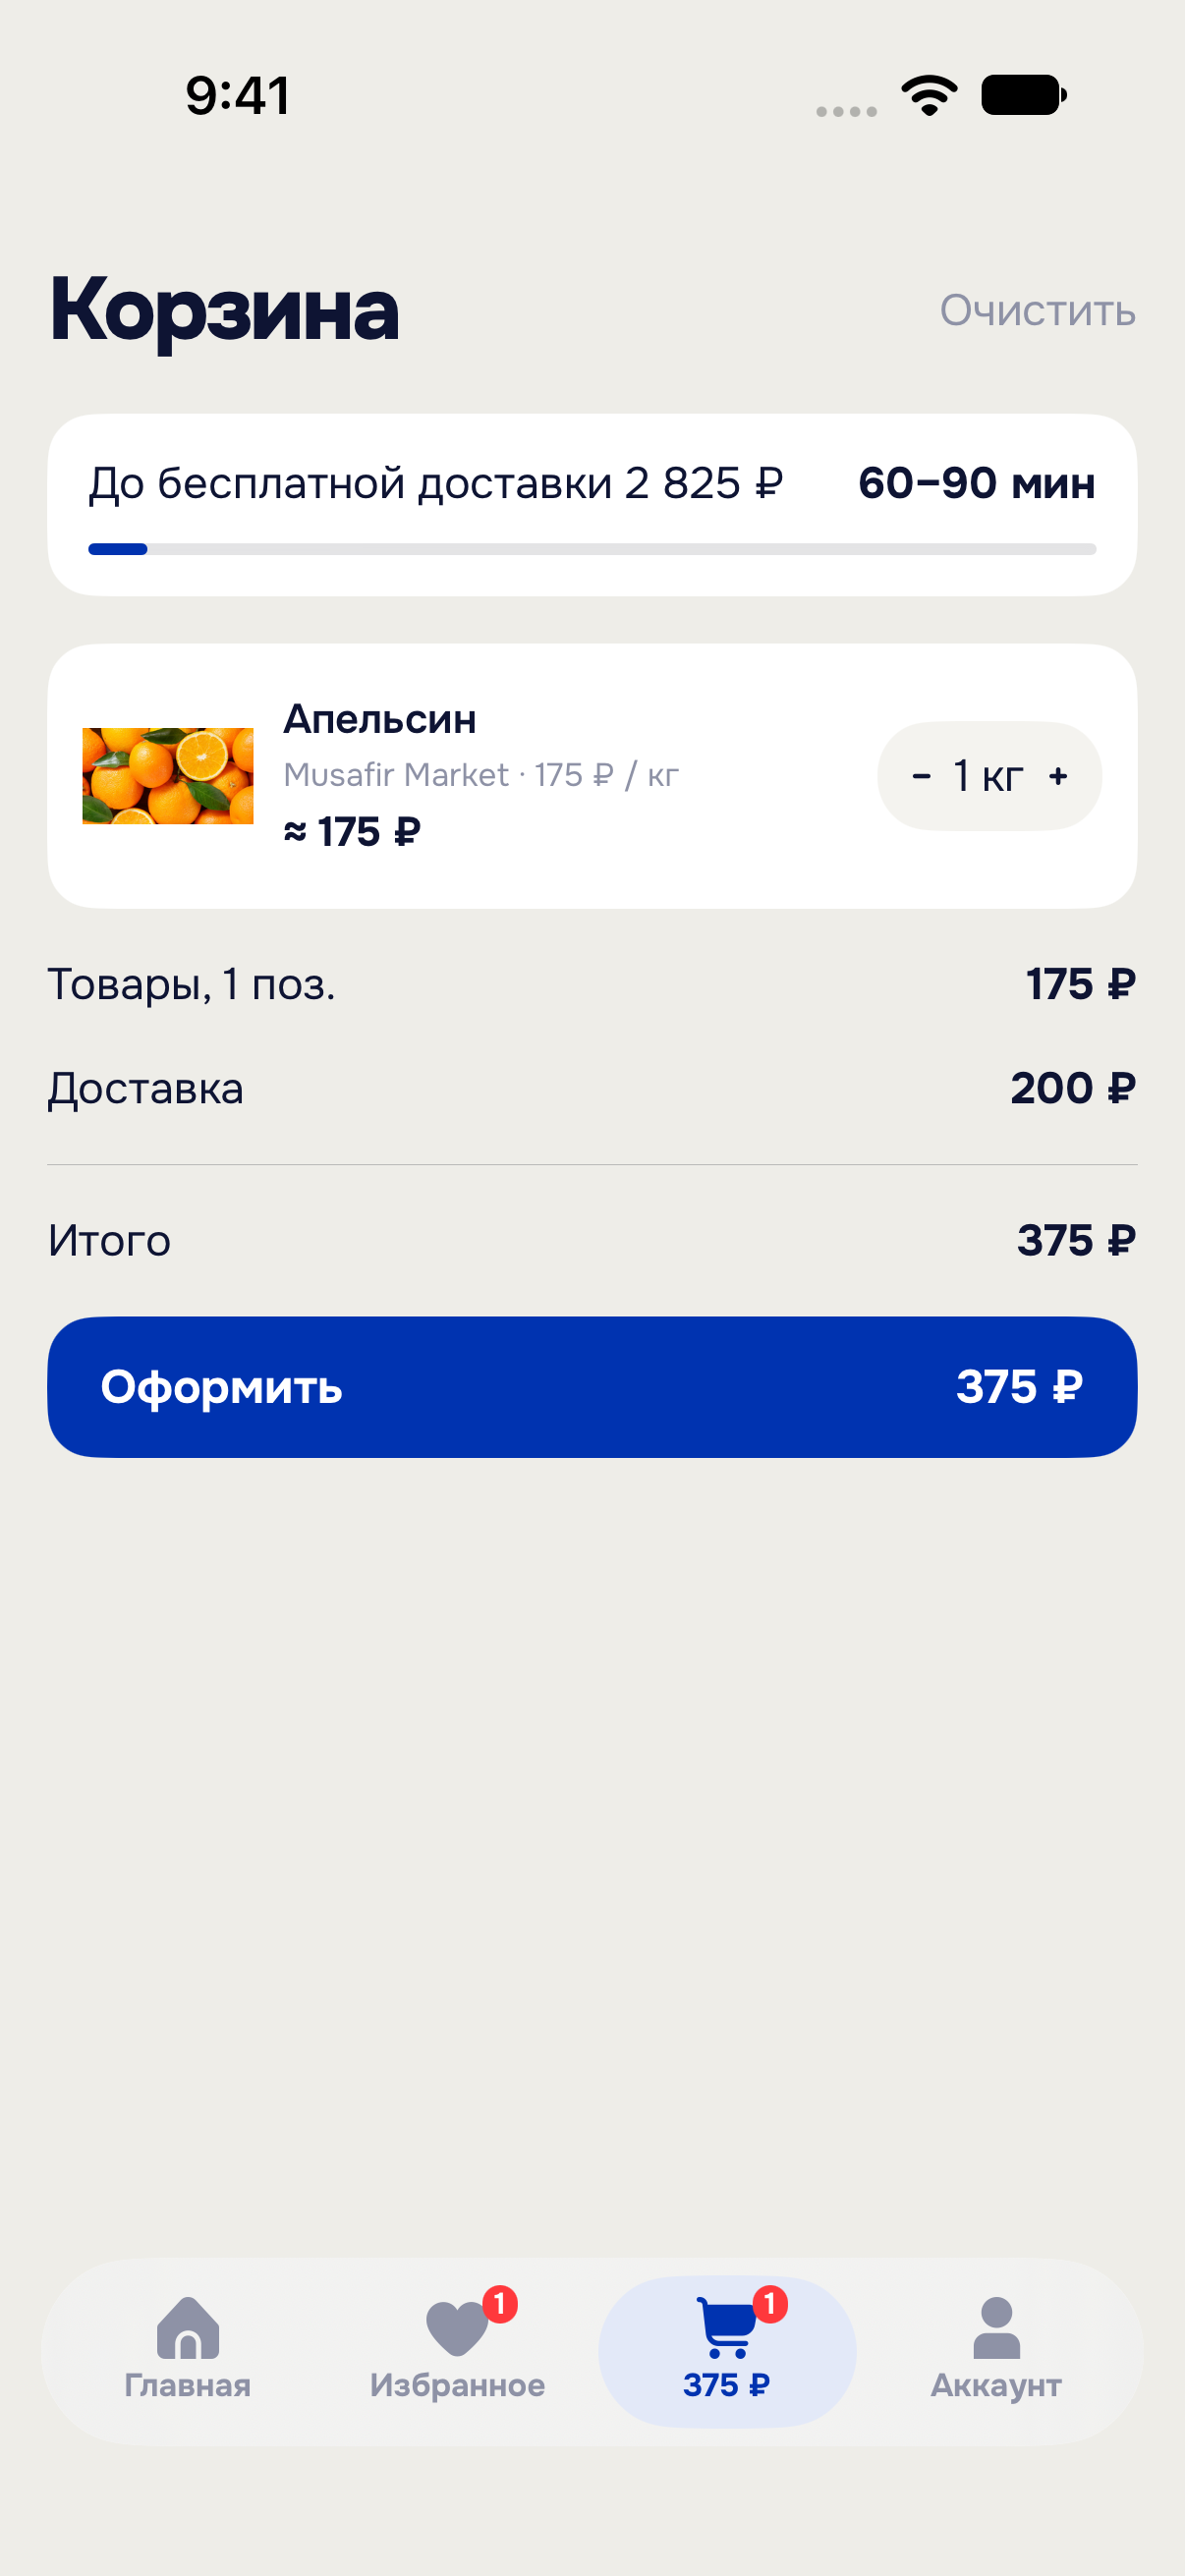 9:41
Корзина
Очистить
До бесплатной доставки 2 825 ₽
60–90 мин
Апельсин
Musafir Market · 175 ₽ / кг
≈ 175 ₽
− 1 кг +
Товары, 1 поз.
175 ₽
Доставка
200 ₽
Итого
375 ₽
Оформить
375 ₽
1
1
Главная
Избранное
375 ₽
Аккаунт